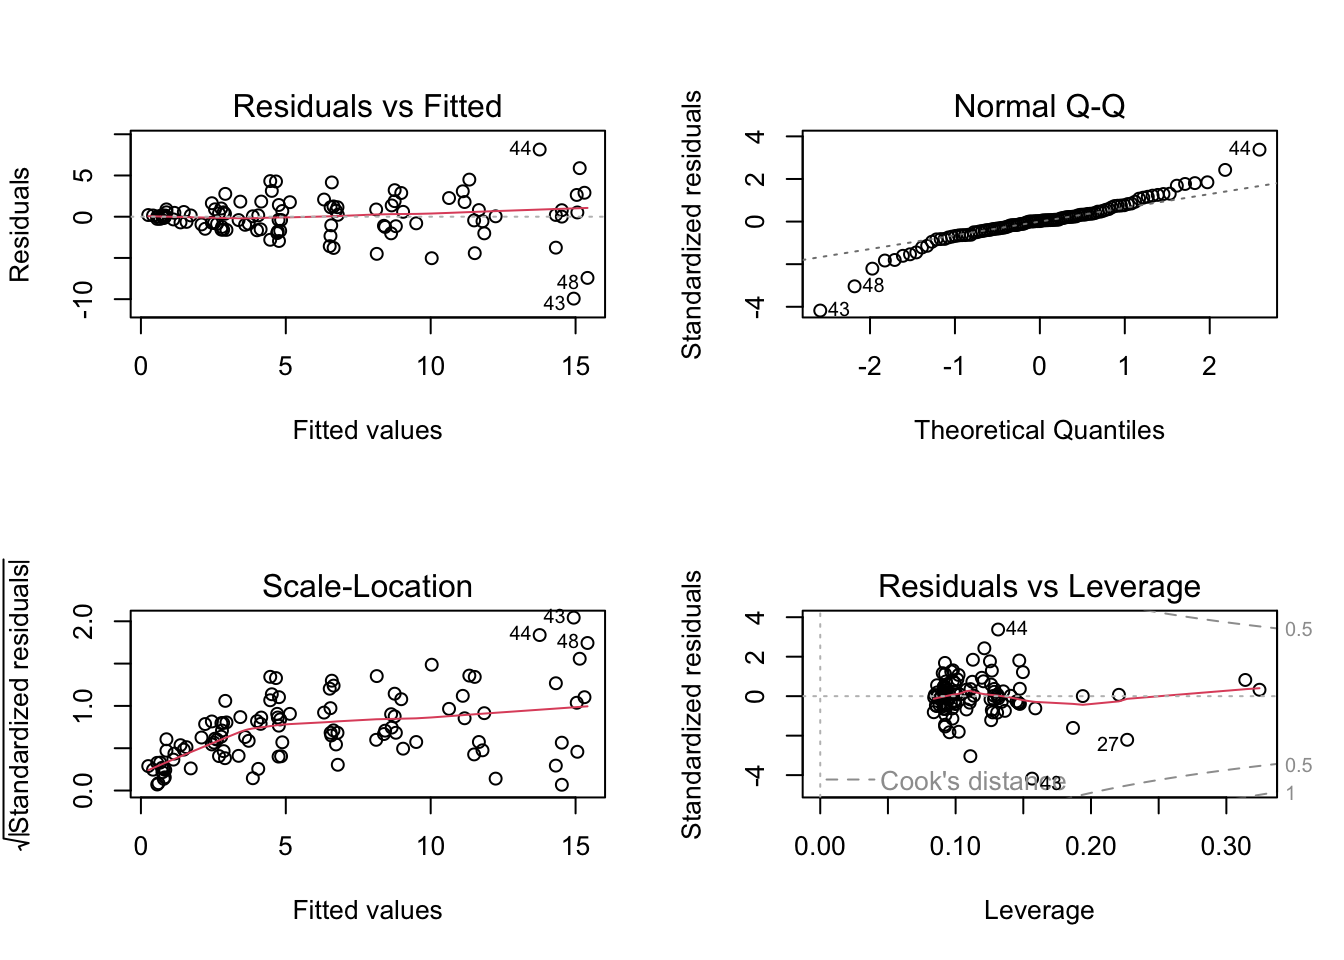 Residuals vs Fitted
Residuals
5
0
-10
44
48
43
0 5 10 15
Fitted values
Normal Q-Q
Standardized residuals
4
2
0
-4
44
48
43
-2 -1 0 1 2
Theoretical Quantiles
Scale-Location
√|Standardized residuals|
2.0
1.0
0.0
43
44
48
0 5 10 15
Fitted values
Residuals vs Leverage
Standardized residuals
4
2
0
-4
44
27
43
Cook's distance
0.5
0.5
1
0.00 0.10 0.20 0.30
Leverage